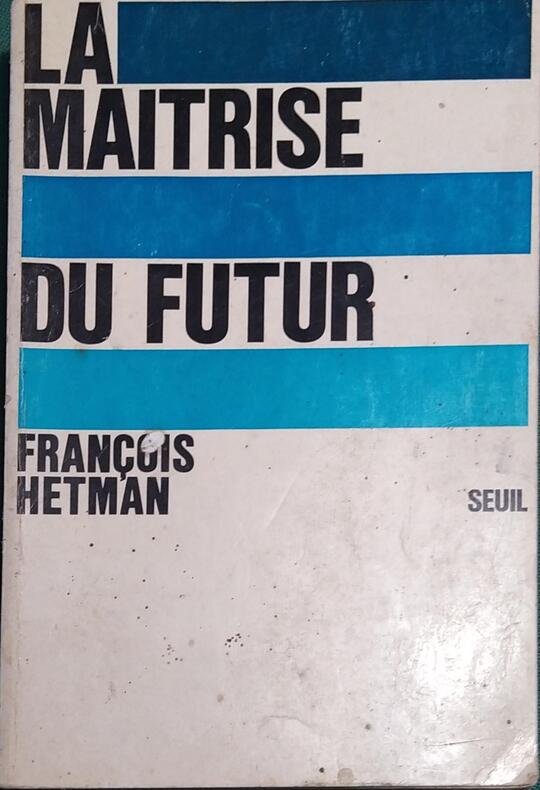 LA
MAITRISE
DU FUTUR
FRANÇOIS
HETMAN
SEUIL